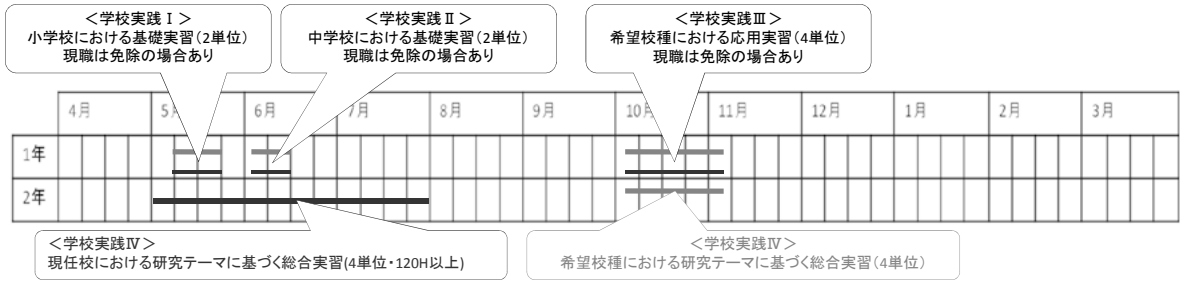 ＜学校実践Ⅰ＞
小学校における基礎実習（2単位）
現職は免除の場合あり
＜学校実践Ⅱ＞
中学校における基礎実習（2単位）
現職は免除の場合あり
＜学校実践Ⅲ＞
希望校種における応用実習（4単位）
現職は免除の場合あり
4月 5月 6月 7月 8月 9月 10月 11月 12月 1月 2月 3月
1年
2年
＜学校実践Ⅳ＞
現任校における研究テーマに基づく総合実習(4単位・120H以上)
＜学校実践Ⅳ＞
希望校種における研究テーマに基づく総合実習（4単位）